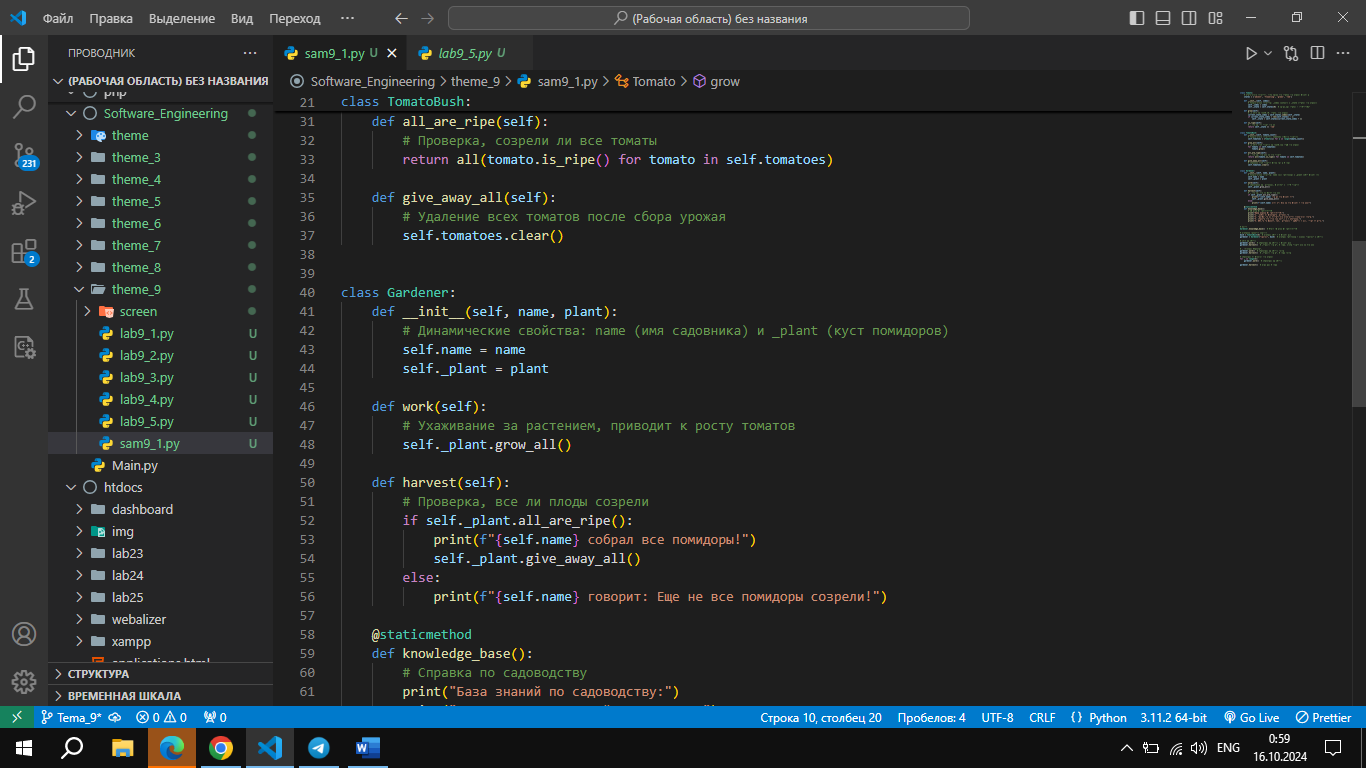 Файл Правка Выделение Вид Переход ··· (Рабочая область) без названия
ПРОВОДНИК ···
(РАБОЧАЯ ОБЛАСТЬ) БЕЗ НАЗВАНИЯ
php
Software_Engineering
theme
theme_3
theme_4
theme_5
theme_6
theme_7
theme_8
theme_9
screen
lab9_1.py U
lab9_2.py U
lab9_3.py U
lab9_4.py U
lab9_5.py U
sam9_1.py U
Main.py
htdocs
dashboard
img
lab23
lab24
lab25
webalizer
xampp
applications.html
СТРУКТУРА
ВРЕМЕННАЯ ШКАЛА
231
2
sam9_1.py U lab9_5.py U
Software_Engineering > theme_9 > sam9_1.py > Tomato > grow
21 class TomatoBush:
31 def all_are_ripe(self):
32 # Проверка, созрели ли все томаты
33 return all(tomato.is_ripe() for tomato in self.tomatoes)
34
35 def give_away_all(self):
36 # Удаление всех томатов после сбора урожая
37 self.tomatoes.clear()
38
39
40 class Gardener:
41 def __init__(self, name, plant):
42 # Динамические свойства: name (имя садовника) и _plant (куст помидоров)
43 self.name = name
44 self._plant = plant
45
46 def work(self):
47 # Ухаживание за растением, приводит к росту томатов
48 self._plant.grow_all()
49
50 def harvest(self):
51 # Проверка, все ли плоды созрели
52 if self._plant.all_are_ripe():
53 print(f"{self.name} собрал все помидоры!")
54 self._plant.give_away_all()
55 else:
56 print(f"{self.name} говорит: Еще не все помидоры созрели!")
57
58 @staticmethod
59 def knowledge_base():
60 # Справка по садоводству
61 print("База знаний по садоводству:")
Tema_9* 0 0 0 Строка 10, столбец 20 Пробелов: 4 UTF-8 CRLF Python 3.11.2 64-bit Go Live Prettier
ENG 0:59
16.10.2024